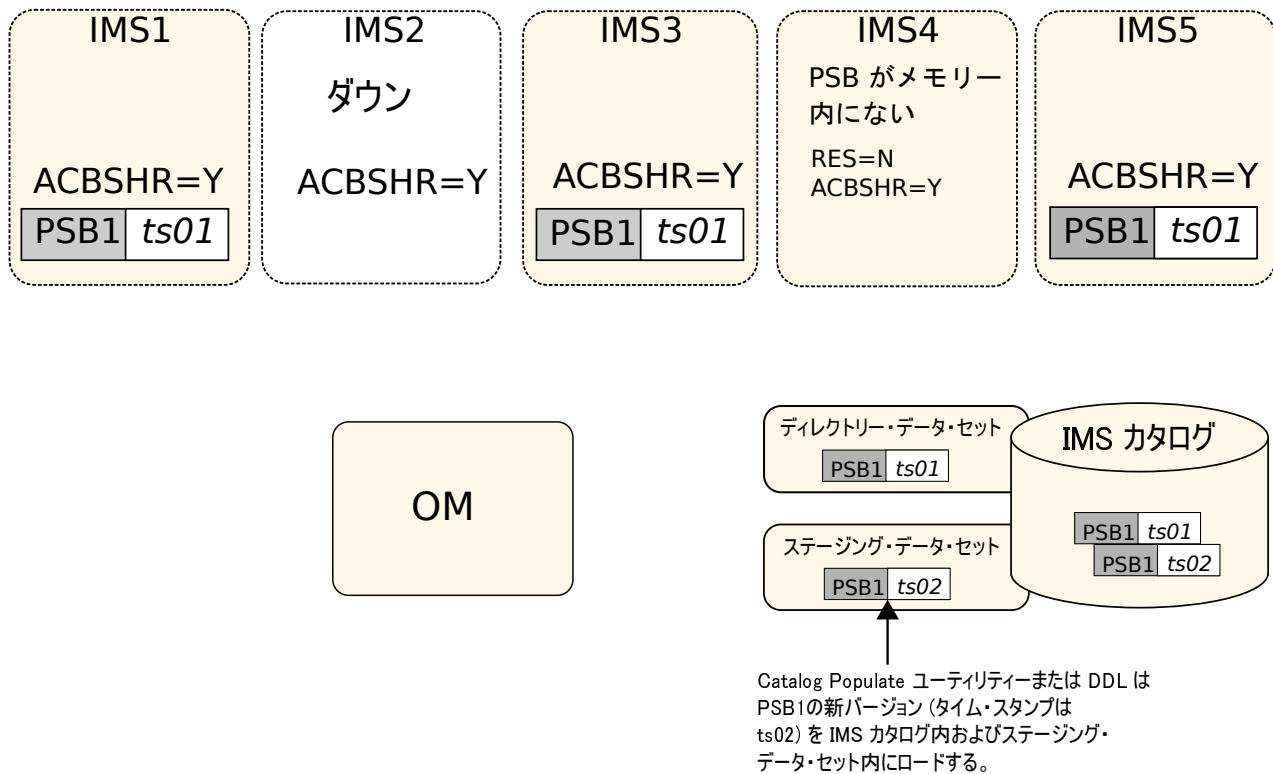 IMS1
ACBSHR=Y
PSB1 ts01
IMS2
ダウン
ACBSHR=Y
IMS3
ACBSHR=Y
PSB1 ts01
IMS4
PSB がメモリー
内にない
RES=N
ACBSHR=Y
IMS5
ACBSHR=Y
PSB1 ts01
OM
ディレクトリー・データ・セット
PSB1 ts01
ステージング・データ・セット
PSB1 ts02
IMS カタログ
PSB1 ts01
PSB1 ts02
Catalog Populate ユーティリティーまたは DDL は
PSB1の新バージョン (タイム・スタンプは
ts02) を IMS カタログ内およびステージング・
データ・セット内にロードする。